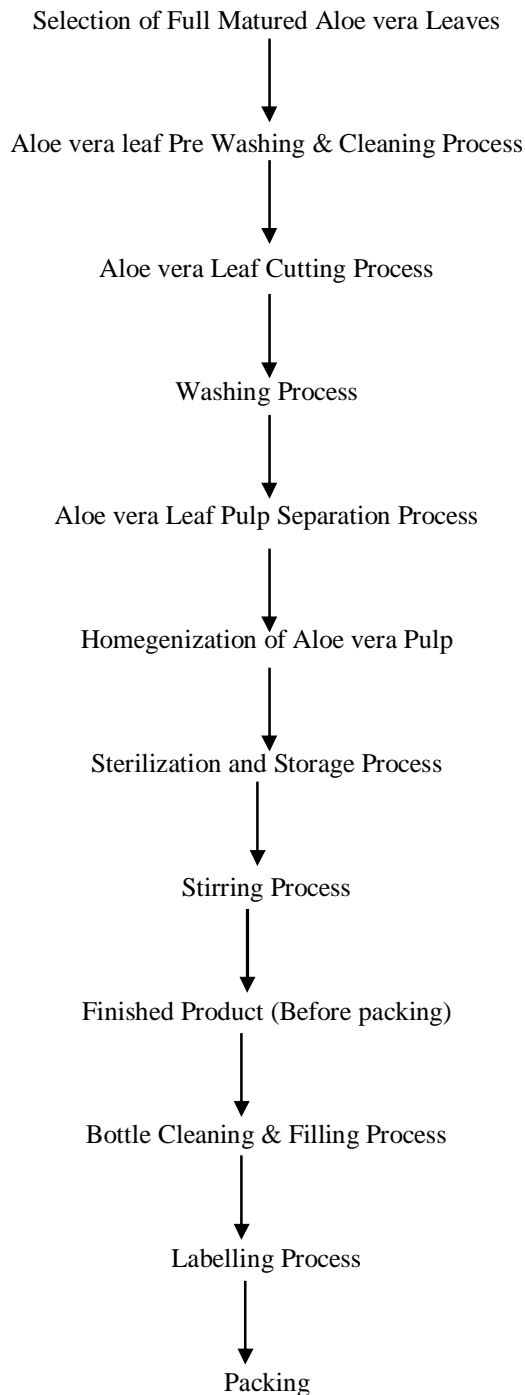 Selection of Full Matured Aloe vera Leaves
Aloe vera leaf Pre Washing & Cleaning Process
Aloe vera Leaf Cutting Process
Washing Process
Aloe vera Leaf Pulp Separation Process
Homegenization of Aloe vera Pulp
Sterilization and Storage Process
Stirring Process
Finished Product (Before packing)
Bottle Cleaning & Filling Process
Labelling Process
Packing